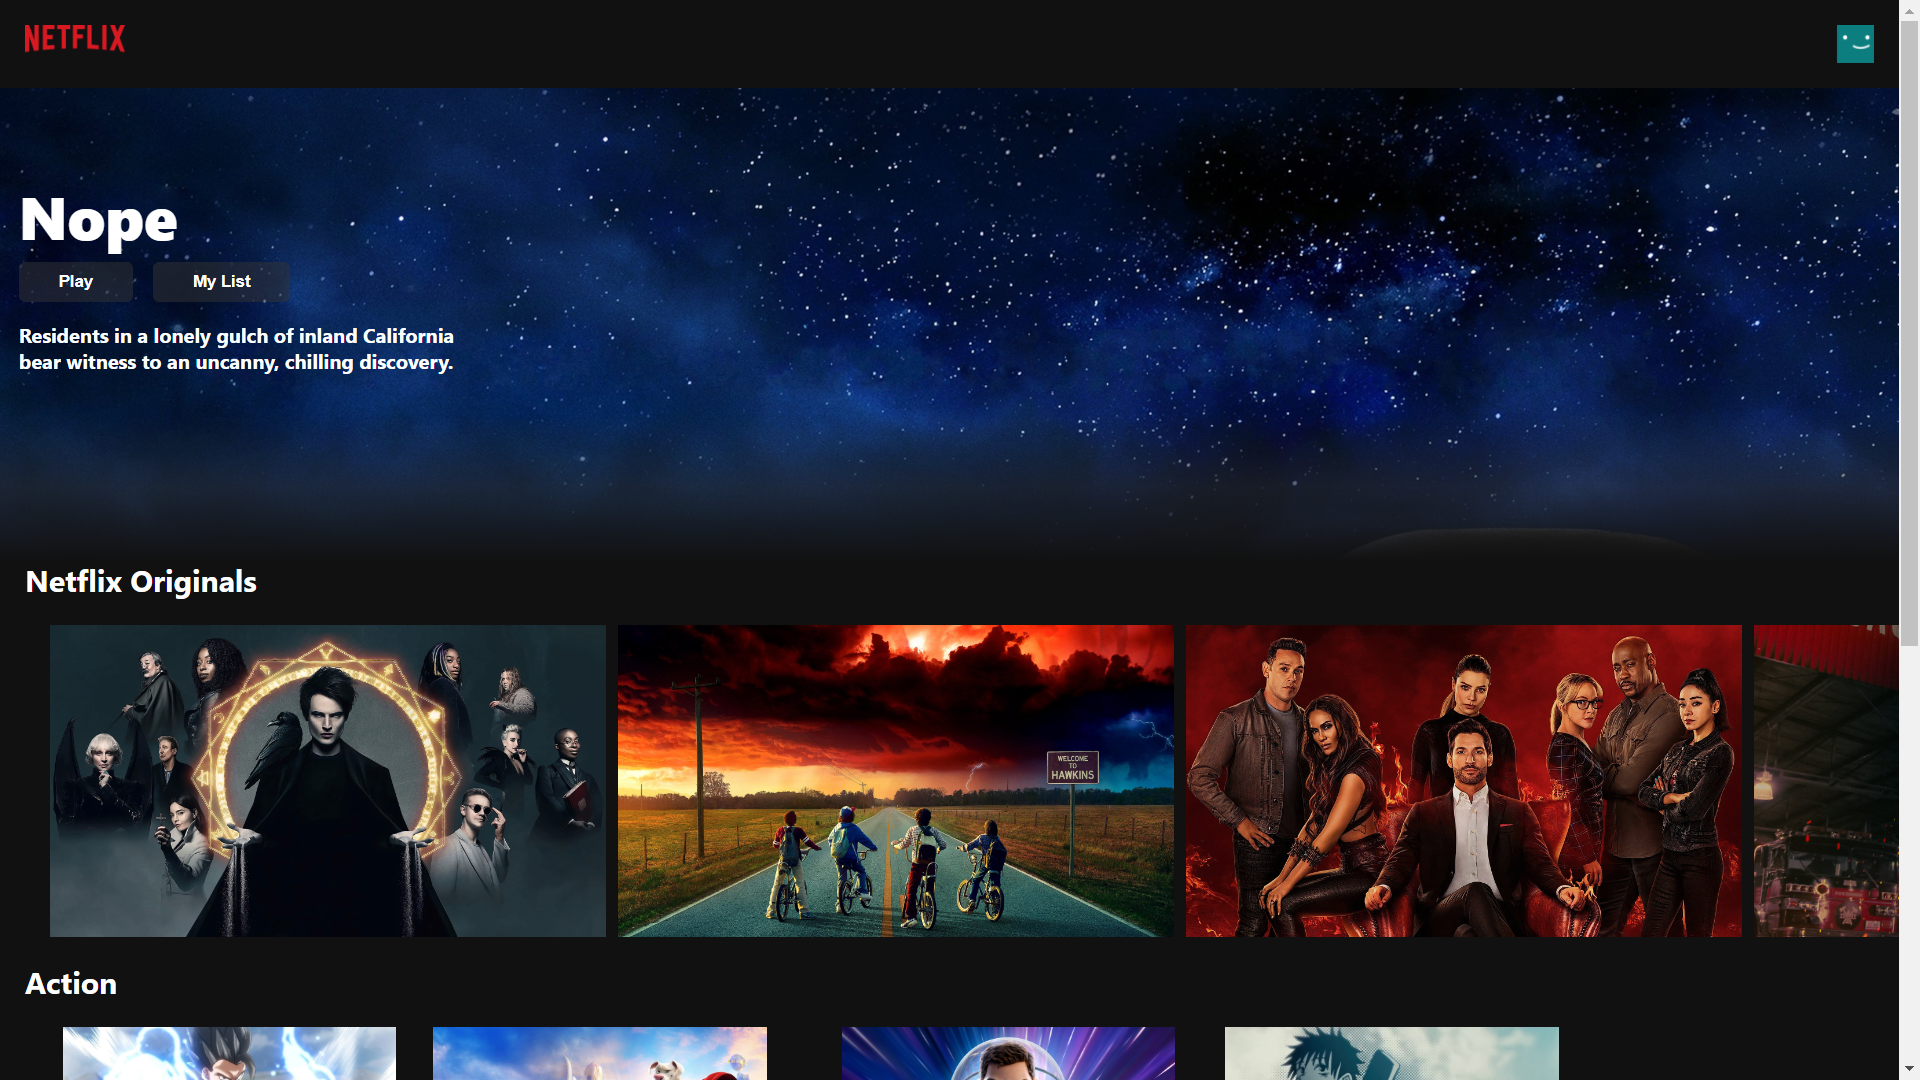 NETFLIX
Nope
Play
My List
Residents in a lonely gulch of inland California
bear witness to an uncanny, chilling discovery.
Netflix Originals
WELCOME
TO
HAWKINS
Action